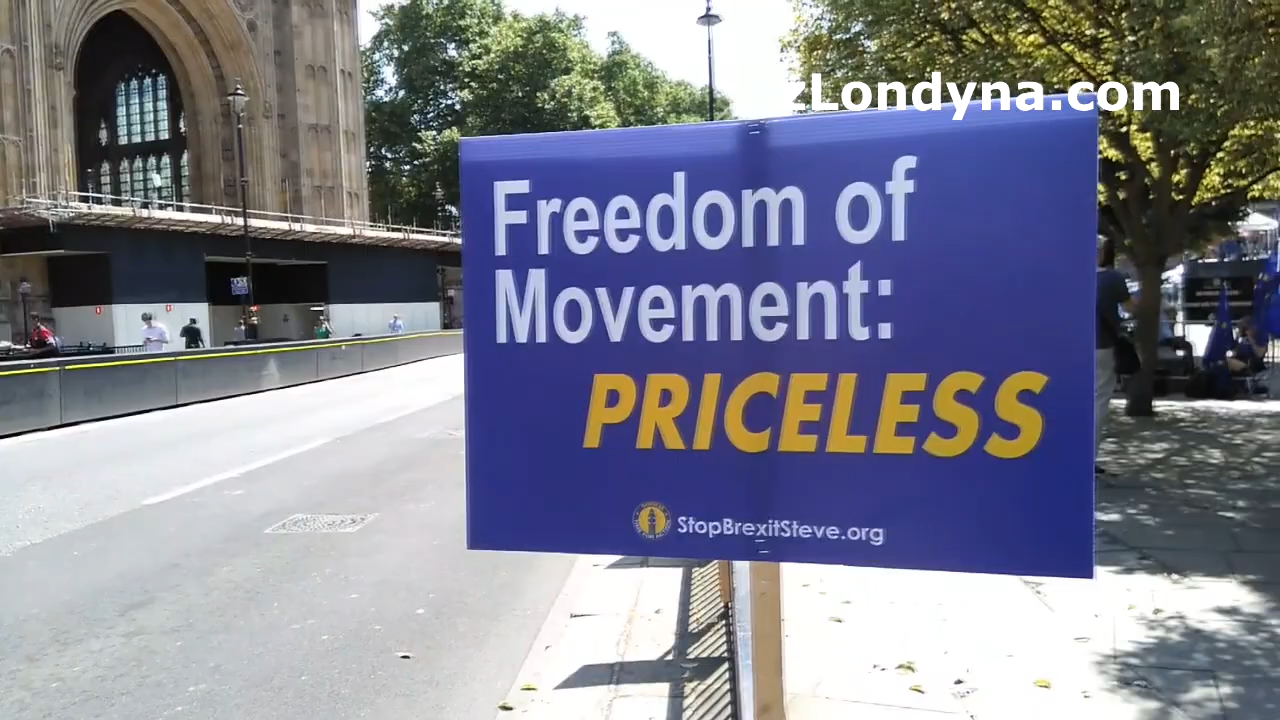 zLondyna.com
Freedom of
Movement:
PRICELESS
StopBrexitSteve.org